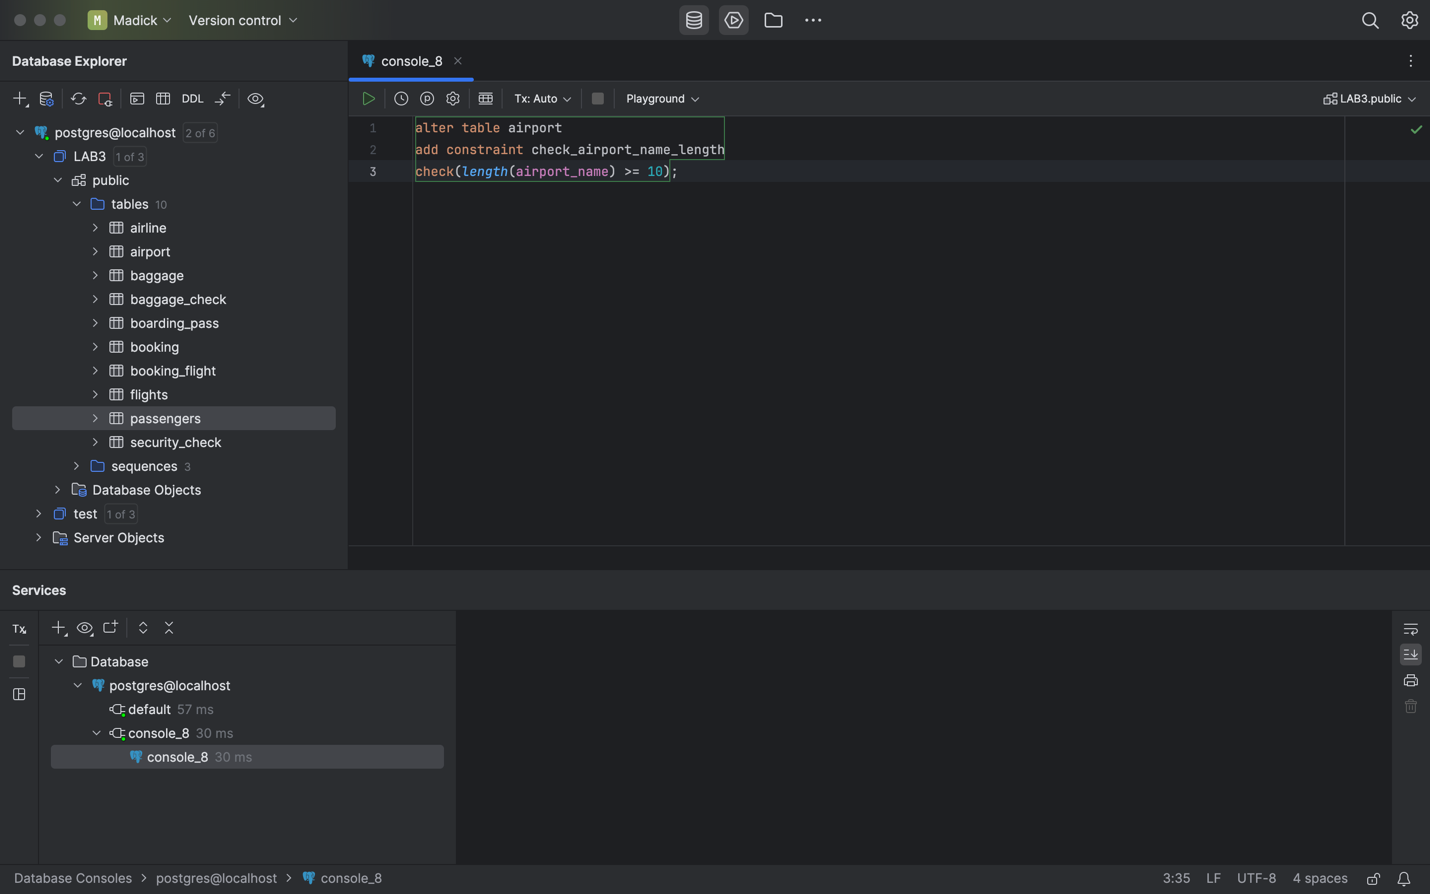 M Madick Version control
Database Explorer
console_8
DDL
Tx: Auto
Playground
LAB3.public
postgres@localhost 2 of 6
LAB3 1 of 3
public
tables 10
airline
airport
baggage
baggage_check
boarding_pass
booking
booking_flight
flights
passengers
security_check
sequences 3
Database Objects
test 1 of 3
Server Objects
1 alter table airport
2 add constraint check_airport_name_length
3 check(length(airport_name) >= 10);
Services
Tx
Database
postgres@localhost
default 57 ms
console_8 30 ms
console_8 30 ms
Database Consoles > postgres@localhost > console_8
3:35 LF UTF-8 4 spaces